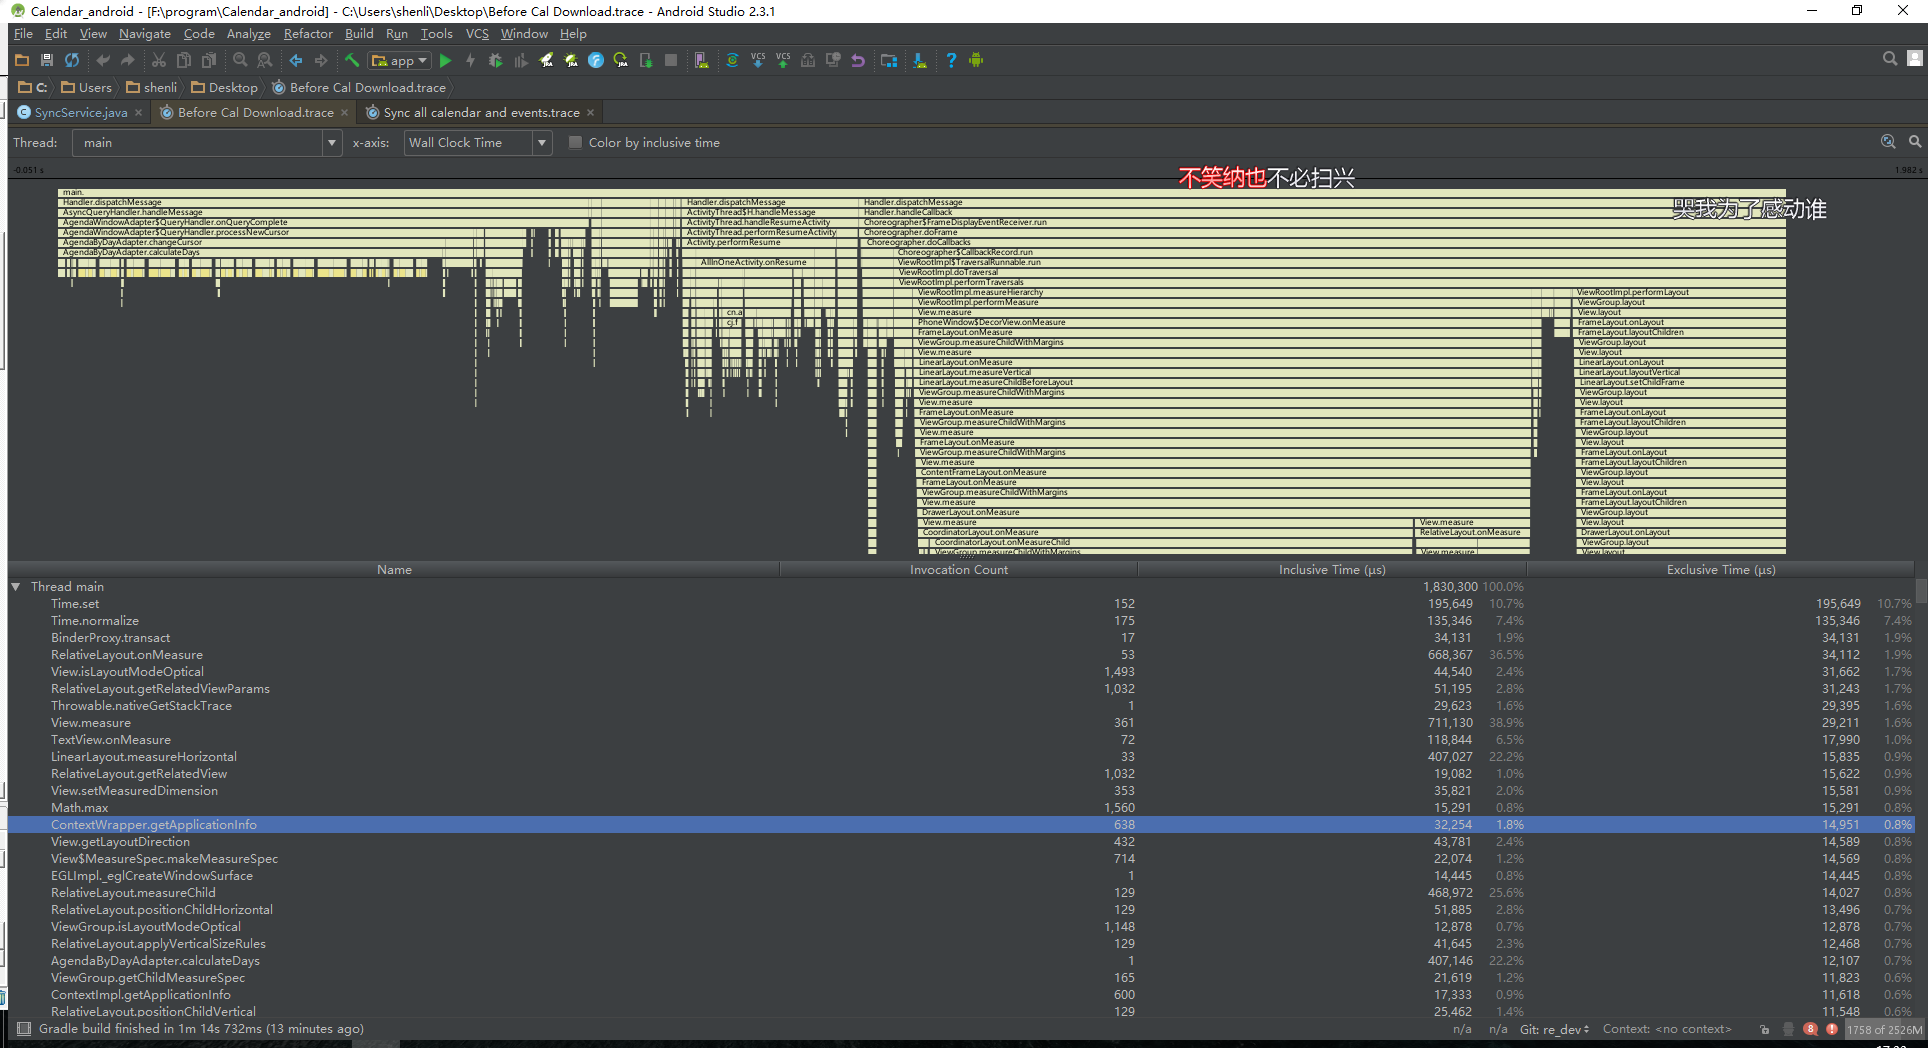 Calendar_android - [F:\program\Calendar_android] - C:\Users\shenli\Desktop\Before Cal Download.trace - Android Studio 2.3.1
File Edit View Navigate Code Analyze Refactor Build Run Tools VCS Window Help
app
C: Users shenli Desktop Before Cal Download.trace
SyncService.java Before Cal Download.trace Sync all calendar and events.trace
Thread: main x-axis: Wall Clock Time Color by inclusive time
-0.051 s 1.982 s
不笑纳也不必扫兴
哭我为了感动谁
main.
Handler.dispatchMessage Handler.dispatchMessage Handler.dispatchMessage
AsyncQueryHandler.handleMessage ActivityThread$H.handleMessage Handler.handleCallback
AgendaWindowAdapter$QueryHandler.onQueryComplete ActivityThread.handleResumeActivity Choreographer$FrameDisplayEventReceiver.run
AgendaWindowAdapter$QueryHandler.processNewCursor ActivityThread.performResumeActivity Choreographer.doFrame
AgendaByDayAdapter.changeCursor Activity.performResume Choreographer.doCallbacks
AgendaByDayAdapter.calculateDays Choreographer$CallbackRecord.run
AllInOneActivity.onResume ViewRootImpl$TraversalRunnable.run
ViewRootImpl.doTraversal
ViewRootImpl.performTraversals
ViewRootImpl.measureHierarchy ViewRootImpl.performLayout
ViewRootImpl.performMeasure ViewGroup.layout
cn.a View.measure View.layout
cj.f PhoneWindow$DecorView.onMeasure FrameLayout.onLayout
FrameLayout.onMeasure FrameLayout.layoutChildren
ViewGroup.measureChildWithMargins ViewGroup.layout
View.measure View.layout
LinearLayout.onMeasure LinearLayout.onLayout
LinearLayout.measureVertical LinearLayout.layoutVertical
LinearLayout.measureChildBeforeLayout LinearLayout.setChildFrame
ViewGroup.measureChildWithMargins ViewGroup.layout
View.measure View.layout
FrameLayout.onMeasure FrameLayout.onLayout
ViewGroup.measureChildWithMargins FrameLayout.layoutChildren
View.measure ViewGroup.layout
FrameLayout.onMeasure View.layout
ViewGroup.measureChildWithMargins FrameLayout.onLayout
View.measure FrameLayout.layoutChildren
ContentFrameLayout.onMeasure ViewGroup.layout
FrameLayout.onMeasure View.layout
ViewGroup.measureChildWithMargins FrameLayout.onLayout
View.measure FrameLayout.layoutChildren
DrawerLayout.onMeasure ViewGroup.layout
View.measure View.measure View.layout
CoordinatorLayout.onMeasure RelativeLayout.onMeasure DrawerLayout.onLayout
CoordinatorLayout.onMeasureChild ViewGroup.layout
ViewGroup.measureChildWithMargins View.measure View.layout
Name Invocation Count Inclusive Time (µs) Exclusive Time (µs)
Thread main 1,830,300 100.0%
Time.set 152 195,649 10.7% 195,649 10.7%
Time.normalize 175 135,346 7.4% 135,346 7.4%
BinderProxy.transact 17 34,131 1.9% 34,131 1.9%
RelativeLayout.onMeasure 53 668,367 36.5% 34,112 1.9%
View.isLayoutModeOptical 1,493 44,540 2.4% 31,662 1.7%
RelativeLayout.getRelatedViewParams 1,032 51,195 2.8% 31,243 1.7%
Throwable.nativeGetStackTrace 1 29,623 1.6% 29,395 1.6%
View.measure 361 711,130 38.9% 29,211 1.6%
TextView.onMeasure 72 118,844 6.5% 17,990 1.0%
LinearLayout.measureHorizontal 33 407,027 22.2% 15,835 0.9%
RelativeLayout.getRelatedView 1,032 19,082 1.0% 15,622 0.9%
View.setMeasuredDimension 353 35,821 2.0% 15,581 0.9%
Math.max 1,560 15,291 0.8% 15,291 0.8%
ContextWrapper.getApplicationInfo 638 32,254 1.8% 14,951 0.8%
View.getLayoutDirection 432 43,781 2.4% 14,589 0.8%
View$MeasureSpec.makeMeasureSpec 714 22,074 1.2% 14,569 0.8%
EGLImpl._eglCreateWindowSurface 1 14,445 0.8% 14,445 0.8%
RelativeLayout.measureChild 129 468,972 25.6% 14,027 0.8%
RelativeLayout.positionChildHorizontal 129 51,885 2.8% 13,496 0.7%
ViewGroup.isLayoutModeOptical 1,148 12,878 0.7% 12,878 0.7%
RelativeLayout.applyVerticalSizeRules 129 41,645 2.3% 12,468 0.7%
AgendaByDayAdapter.calculateDays 1 407,146 22.2% 12,107 0.7%
ViewGroup.getChildMeasureSpec 165 21,619 1.2% 11,823 0.6%
ContextImpl.getApplicationInfo 600 17,333 0.9% 11,618 0.6%
RelativeLayout.positionChildVertical 129 25,462 1.4% 11,548 0.6%
Gradle build finished in 1m 14s 732ms (13 minutes ago) n/a n/a Git: re_dev Context: <no context> 8 1758 of 2526M